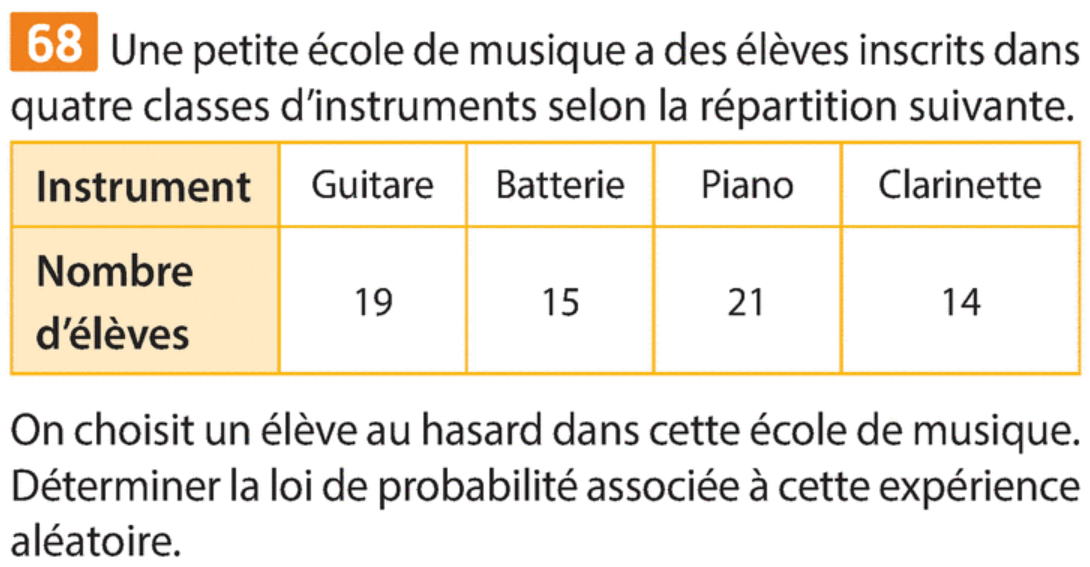 68 Une petite école de musique a des élèves inscrits dans
quatre classes d'instruments selon la répartition suivante.
Instrument Guitare Batterie Piano Clarinette
Nombre
d'élèves 19 15 21 14
On choisit un élève au hasard dans cette école de musique.
Déterminer la loi de probabilité associée à cette expérience
aléatoire.